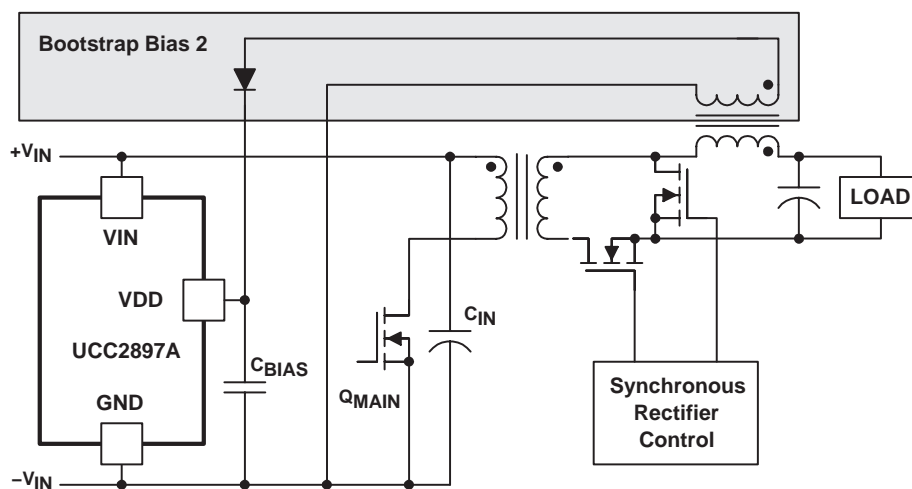 Bootstrap Bias 2
+VIN
VIN
LOAD
VDD
CIN
UCC2897A
CBIAS
QMAIN
GND
Synchronous
Rectifier
Control
−VIN